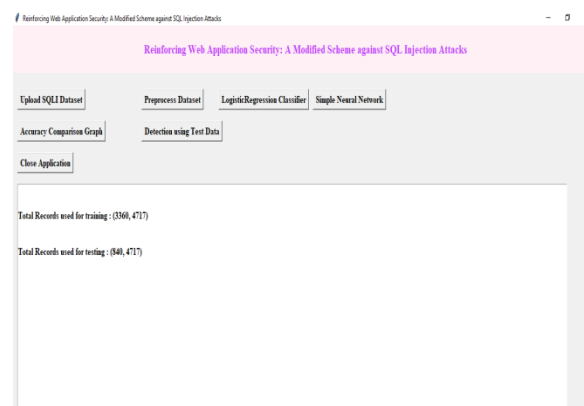 Reinforcing Web Application Security: A Modified Scheme against SQL Injection Attacks
Reinforcing Web Application Security: A Modified Scheme against SQL Injection Attacks
Upload SQLI Dataset Preprocess Dataset LogisticRegression Classifier Simple Neural Network
Accuracy Comparison Graph Detection using Test Data
Close Application
Total Records used for training : (3360, 4717)
Total Records used for testing : (840, 4717)